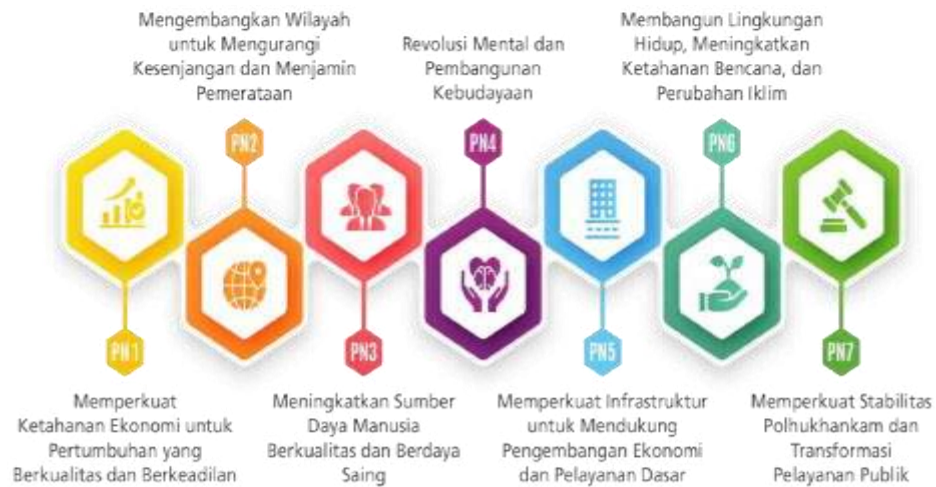 PN1
Memperkuat
Ketahanan Ekonomi untuk
Pertumbuhan yang
Berkualitas dan Berkeadilan
Mengembangkan Wilayah
untuk Mengurangi
Kesenjangan dan Menjamin
Pemerataan
PN2
PN3
Meningkatkan Sumber
Daya Manusia
Berkualitas dan Berdaya
Saing
Revolusi Mental dan
Pembangunan
Kebudayaan
PN4
PN5
Memperkuat Infrastruktur
untuk Mendukung
Pengembangan Ekonomi
dan Pelayanan Dasar
Membangun Lingkungan
Hidup, Meningkatkan
Ketahanan Bencana, dan
Perubahan Iklim
PN6
PN7
Memperkuat Stabilitas
Polhukhankam dan
Transformasi
Pelayanan Publik